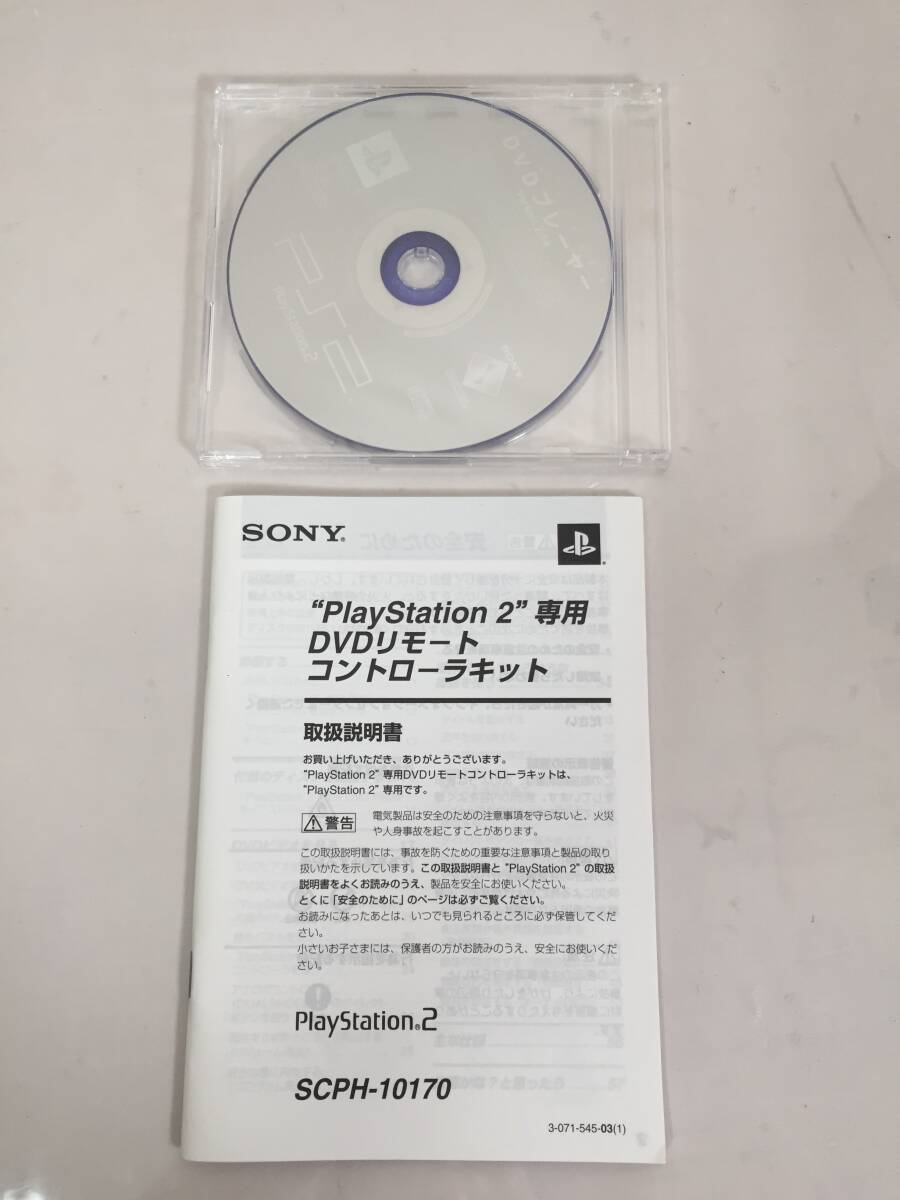 DVDプレーヤー
PlayStation 2
SONY
SONY®
"PlayStation 2" 専用
DVDリモート
コントローラキット
取扱説明書
お買い上げいただき、ありがとうございます。
"PlayStation 2" 専用DVDリモートコントローラキットは、
"PlayStation 2" 専用です。
警告
電気製品は安全のための注意事項を守らないと、火災
や人身事故を起こすことがあります。
この取扱説明書には、事故を防ぐための重要な注意事項と製品の取り
扱いかたを示しています。この取扱説明書と "PlayStation 2" の取扱
説明書をよくお読みのうえ、製品を安全にお使いください。
とくに「安全のために」のページは必ずご覧ください。
お読みになったあとは、いつでも見られるところに必ず保管してくだ
さい。
小さいお子さまには、保護者の方がお読みのうえ、安全にお使いくだ
さい。
PlayStation®2
SCPH-10170
3-071-545-03(1)